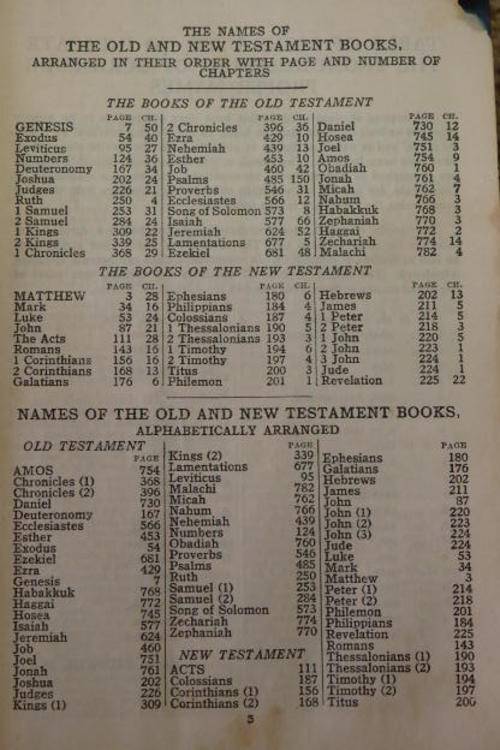 THE NAMES OF
THE OLD AND NEW TESTAMENT BOOKS,
ARRANGED IN THEIR ORDER WITH PAGE AND NUMBER OF
CHAPTERS
THE BOOKS OF THE OLD TESTAMENT
PAGE CH.
GENESIS 7 50
Exodus 54 40
Leviticus 95 27
Numbers 124 36
Deuteronomy 167 34
Joshua 202 24
Judges 226 21
Ruth 250 4
1 Samuel 253 31
2 Samuel 284 24
1 Kings 309 22
2 Kings 339 25
1 Chronicles 368 29
PAGE CH.
2 Chronicles 396 36
Ezra 429 10
Nehemiah 439 13
Esther 453 10
Job 460 42
Psalms 485 150
Proverbs 546 31
Ecclesiastes 566 12
Song of Solomon 573 8
Isaiah 577 66
Jeremiah 624 52
Lamentations 677 5
Ezekiel 681 48
PAGE CH.
Daniel 730 12
Hosea 745 14
Joel 751 3
Amos 754 9
Obadiah 760 1
Jonah 761 4
Micah 762 7
Nahum 766 3
Habakkuk 768 3
Zephaniah 770 3
Haggai 772 2
Zechariah 774 14
Malachi 782 4
THE BOOKS OF THE NEW TESTAMENT
PAGE CH.
MATTHEW 3 28
Mark 34 16
Luke 53 24
John 87 21
The Acts 111 28
Romans 143 16
1 Corinthians 156 16
2 Corinthians 168 13
Galatians 176 6
PAGE CH.
Ephesians 180 6
Philippians 184 4
Colossians 187 4
1 Thessalonians 190 5
2 Thessalonians 193 3
1 Timothy 194 6
2 Timothy 197 4
Titus 200 3
Philemon 201 1
PAGE CH.
Hebrews 202 13
James 211 5
1 Peter 214 5
2 Peter 218 3
1 John 220 5
2 John 223 1
3 John 224 1
Jude 224 1
Revelation 225 22
NAMES OF THE OLD AND NEW TESTAMENT BOOKS,
ALPHABETICALLY ARRANGED
OLD TESTAMENT
PAGE
AMOS 754
Chronicles (1) 368
Chronicles (2) 396
Daniel 730
Deuteronomy 167
Ecclesiastes 566
Esther 453
Exodus 54
Ezekiel 681
Ezra 429
Genesis 7
Habakkuk 768
Haggai 772
Hosea 745
Isaiah 577
Jeremiah 624
Job 460
Joel 751
Jonah 761
Joshua 202
Judges 226
Kings (1) 309
PAGE
Kings (2) 339
Lamentations 677
Leviticus 95
Malachi 782
Micah 762
Nahum 766
Nehemiah 439
Numbers 124
Obadiah 760
Proverbs 546
Psalms 485
Ruth 250
Samuel (1) 253
Samuel (2) 284
Song of Solomon 573
Zechariah 774
Zephaniah 770
NEW TESTAMENT
ACTS 111
Colossians 187
Corinthians (1) 156
Corinthians (2) 168
PAGE
Ephesians 180
Galatians 176
Hebrews 202
James 211
John 87
John (1) 220
John (2) 223
John (3) 224
Jude 224
Luke 53
Mark 34
Matthew 3
Peter (1) 214
Peter (2) 218
Philemon 201
Philippians 184
Revelation 225
Romans 143
Thessalonians (1) 190
Thessalonians (2) 193
Timothy (1) 194
Timothy (2) 197
Titus 200